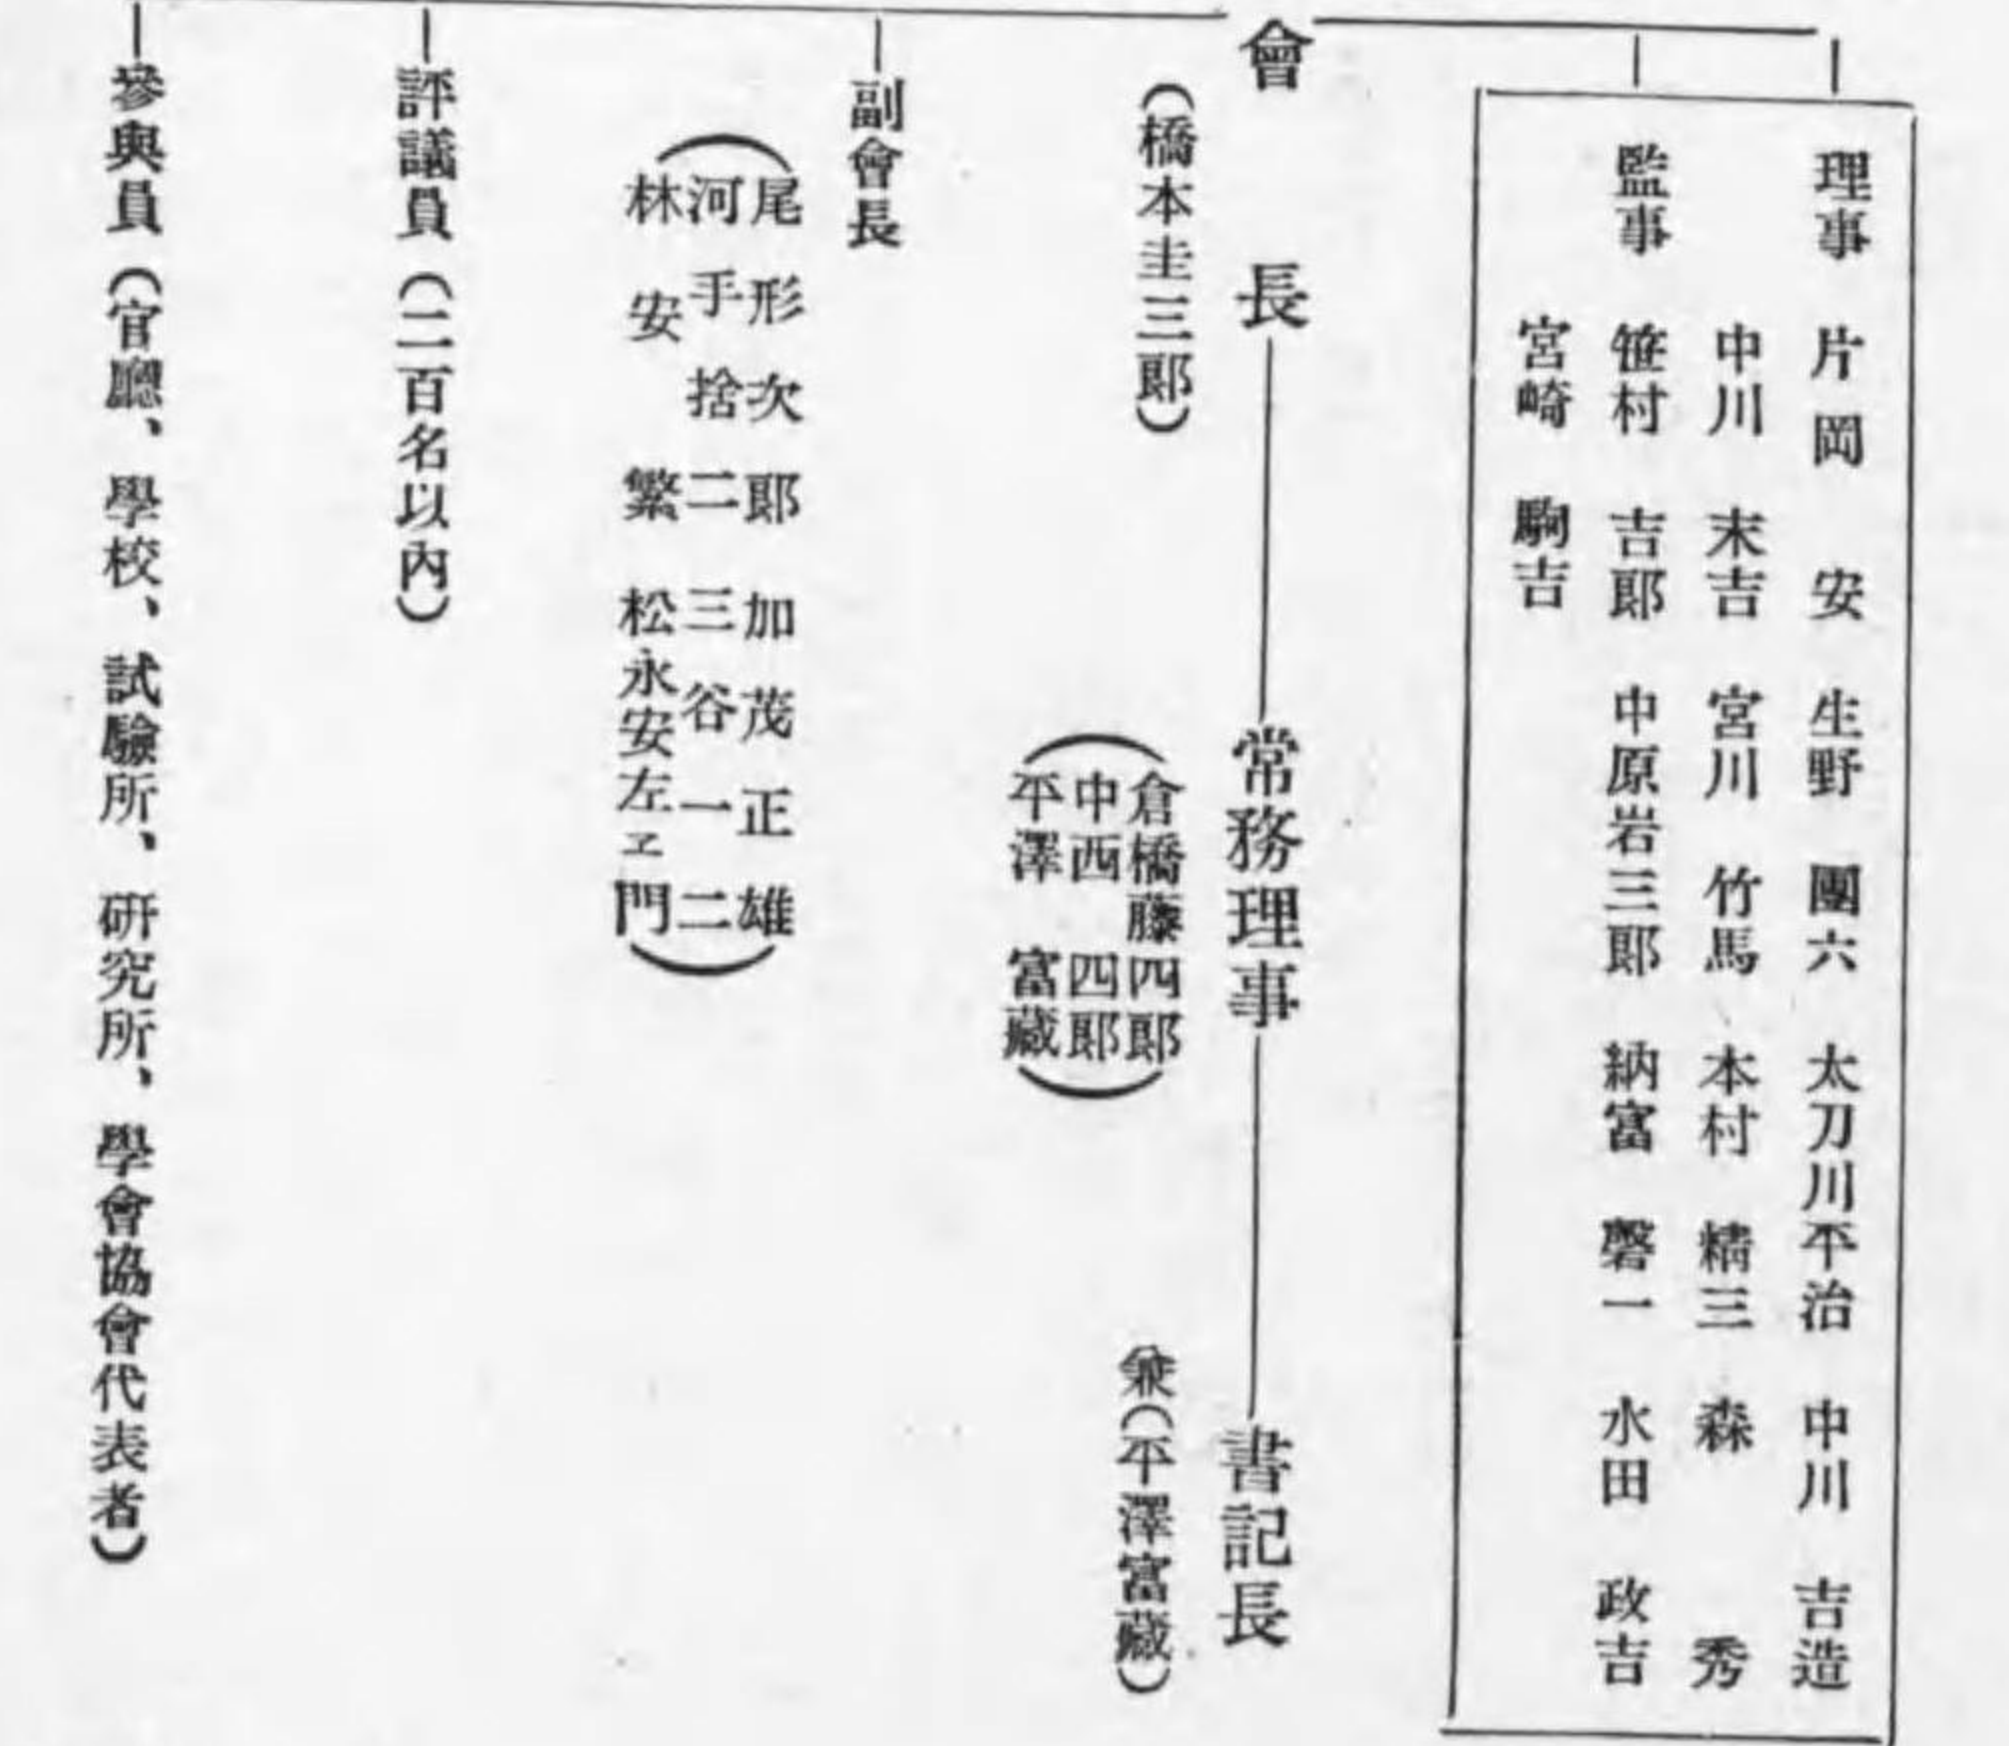 理事 片岡 安 生野 團六 太刀川平治 中川 吉造
中川 末吉 宮川 竹馬 本村 精三 森 秀
監事 笹村 吉郎 中原岩三郎 納富 磐一 水田 政吉
宮崎 駒吉
會長 常務理事 書記長
(橋本圭三郎)
(倉橋藤四郎
中西 四郎
平澤 富藏)
兼(平澤富藏)
副會長
(尾形次郎 加茂正雄
河手捨二 三谷一二
林安繁 松永安左ヱ門)
評議員(二百名以內)
參與員(官廳、學校、試驗所、硏究所、學會協會代表者)